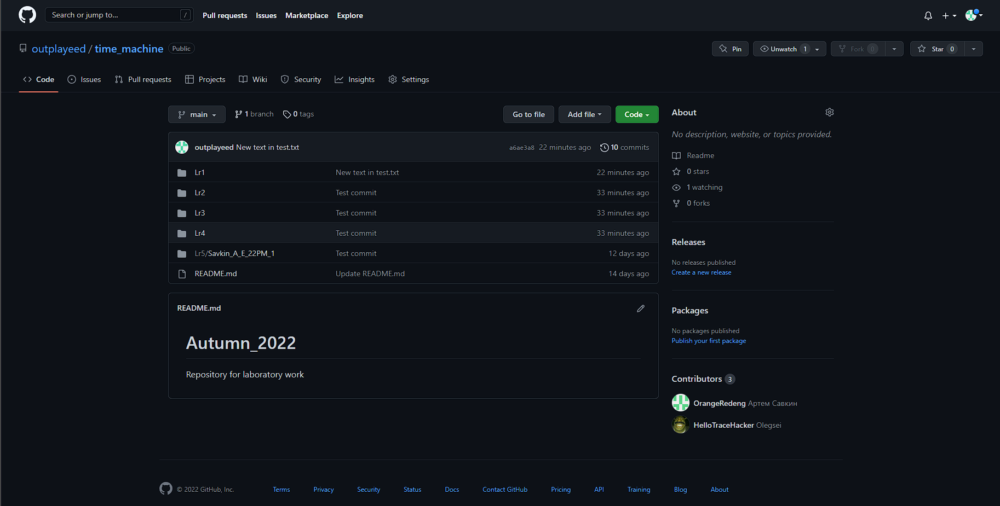 Search or jump to... /
Pull requests Issues Marketplace Explore
outplayeed / time_machine Public
Pin Unwatch 1 Fork 0 Star 0
Code Issues Pull requests Projects Wiki Security Insights Settings
main 1 branch 0 tags Go to file Add file Code
outplayeed New text in test.txt a6ae3a8 22 minutes ago 10 commits
Lr1 New text in test.txt 22 minutes ago
Lr2 Test commit 33 minutes ago
Lr3 Test commit 33 minutes ago
Lr4 Test commit 33 minutes ago
Lr5/Savkin_A_E_22PM_1 Test commit 12 days ago
README.md Update README.md 14 days ago
README.md
Autumn_2022
Repository for laboratory work
About
No description, website, or topics provided.
Readme
0 stars
1 watching
0 forks
Releases
No releases published
Create a new release
Packages
No packages published
Publish your first package
Contributors 3
OrangeRedeng Артем Савкин
HelloTraceHacker Olegsei
© 2022 GitHub, Inc. Terms Privacy Security Status Docs Contact GitHub Pricing API Training Blog About